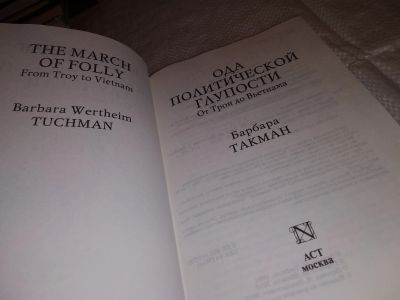 THE MARCH
OF FOLLY
From Troy to Vietnam
Barbara Wertheim
TUCHMAN
ОДА
ПОЛИТИЧЕСКОЙ
ГЛУПОСТИ
От Трои до Вьетнама
Барбара
ТАКМАН
АСТ
МОСКВА